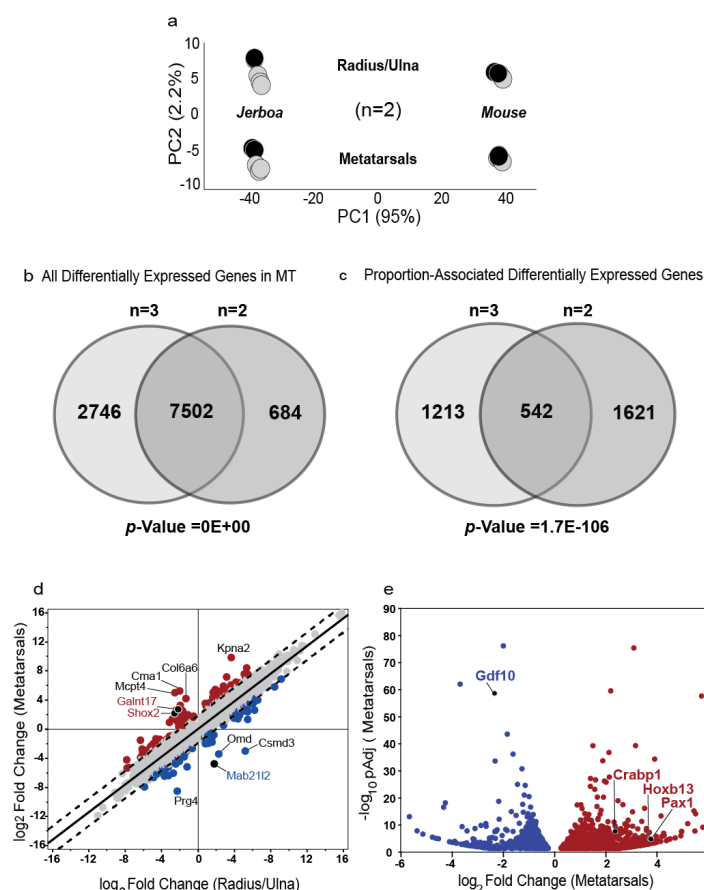 a
10
5
0
-5
-10
PC2 (2.2%)
Radius/Ulna
Jerboa
(n=2)
Mouse
Metatarsals
-40 -20 0 20 40
PC1 (95%)
b All Differentially Expressed Genes in MT
n=3 n=2
2746 7502 684
p-Value =0E+00
c Proportion-Associated Differentially Expressed Genes
n=3 n=2
1213 542 1621
p-Value =1.7E-106
d
log2 Fold Change (Metatarsals)
16
12
8
4
0
-4
-8
-12
-16
Kpna2
Col6a6
Cma1
Mcpt4
Galnt17
Shox2
Omd
Csmd3
Mab21l2
Prg4
-16 -12 -8 -4 0 -4 -8 12 16
log2 Fold Change (Radius/Ulna)
e
-log10 pAdj ( Metatarsals)
90
80
70
60
50
40
30
20
10
0
Gdf10
Crabp1
Hoxb13
Pax1
-6 -4 -2 0 2 4
log2 Fold Change (Metatarsals)